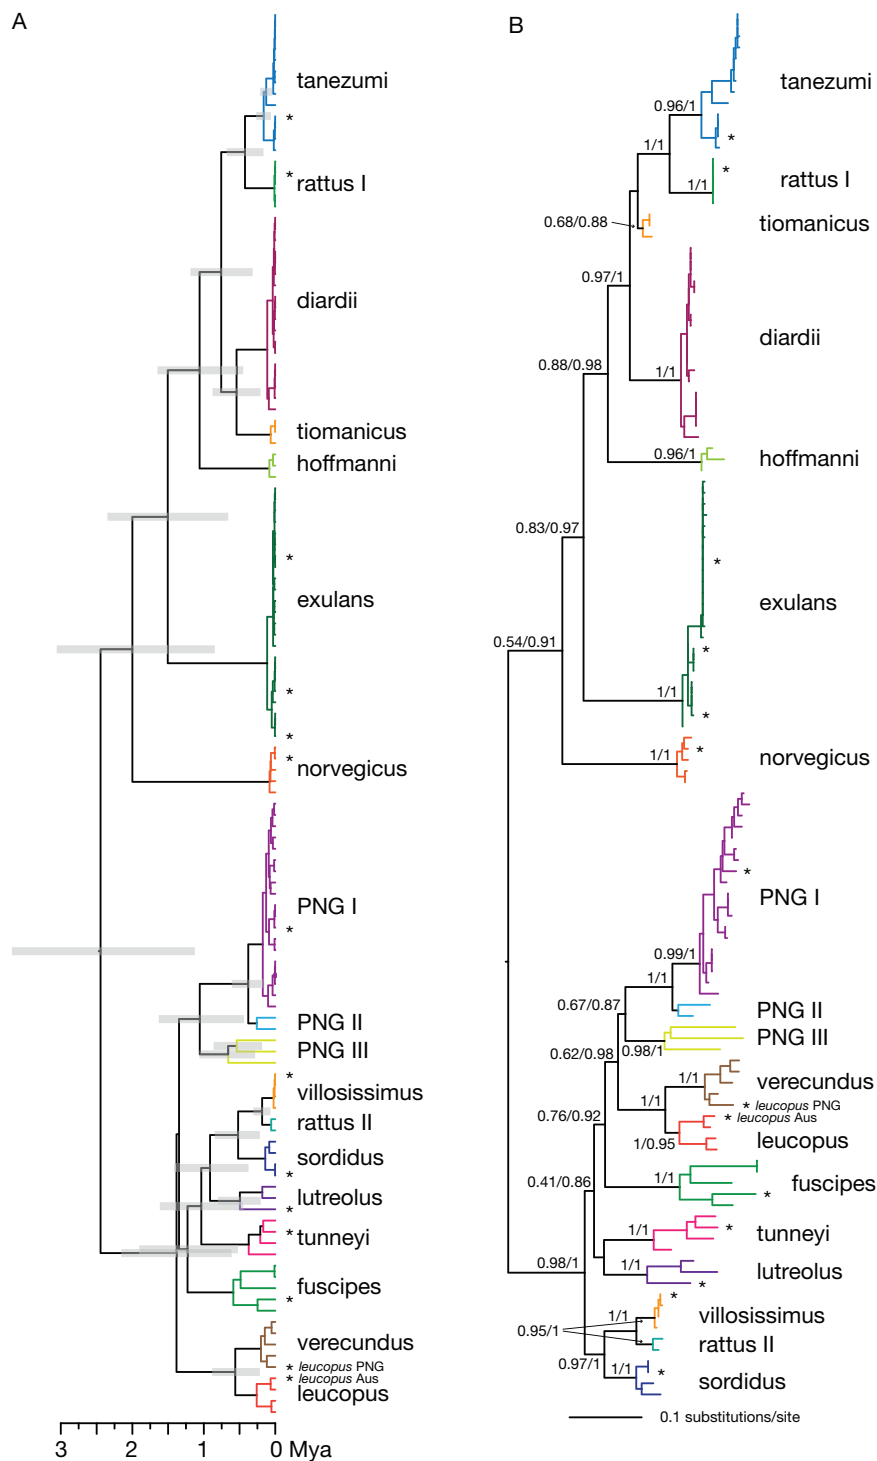 A
tanezumi
*
*
rattus I
diardii
tiomanicus
hoffmanni
*
exulans
*
*
*
norvegicus
PNG I
*
PNG II
PNG III
*
villosissimus
rattus II
sordidus
*
lutreolus
*
*
tunneyi
fuscipes
*
verecundus
* leucopus PNG
* leucopus Aus
leucopus
3 2 1 0 Mya
B
tanezumi
0.96/1
*
1/1
*
rattus I
1/1
0.68/0.88
tiomanicus
0.97/1
diardii
0.88/0.98
1/1
0.96/1
hoffmanni
0.83/0.97
*
exulans
0.54/0.91
*
1/1
*
*
1/1
norvegicus
*
PNG I
0.99/1
1/1
0.67/0.87
PNG II
PNG III
0.98/1
0.62/0.98
verecundus
1/1
* leucopus PNG
1/1
* leucopus Aus
0.76/0.92
1/0.95
leucopus
0.41/0.86
1/1
fuscipes
*
1/1
*
tunneyi
0.98/1
1/1
lutreolus
*
*
1/1
villosissimus
0.95/1
rattus II
0.97/1
1/1
*
sordidus
0.1 substitutions/site